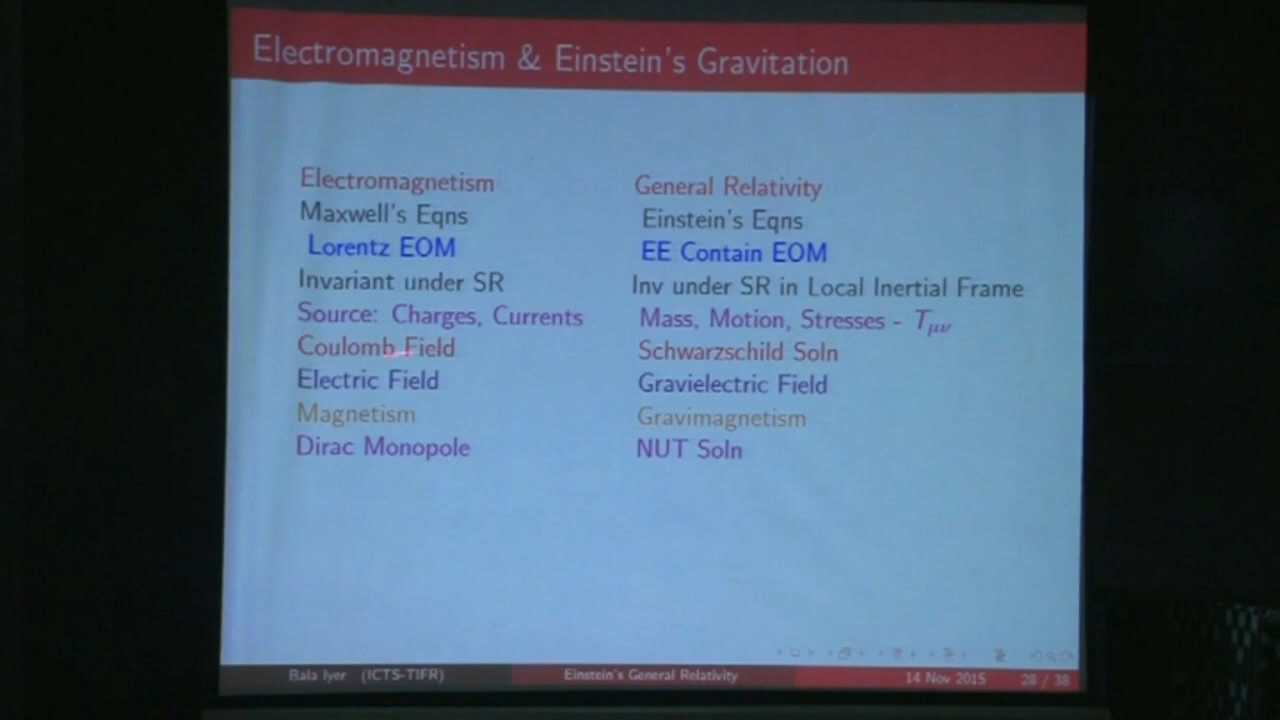 Electromagnetism & Einstein's Gravitation
Electromagnetism General Relativity
Maxwell's Eqns Einstein's Eqns
Lorentz EOM EE Contain EOM
Invariant under SR Inv under SR in Local Inertial Frame
Source: Charges, Currents Mass, Motion, Stresses - Tμν
Coulomb Field Schwarzschild Soln
Electric Field Gravielectric Field
Magnetism Gravimagnetism
Dirac Monopole NUT Soln
Bala Iyer (ICTS-TIFR) Einstein's General Relativity 14 Nov 2015 28 / 38